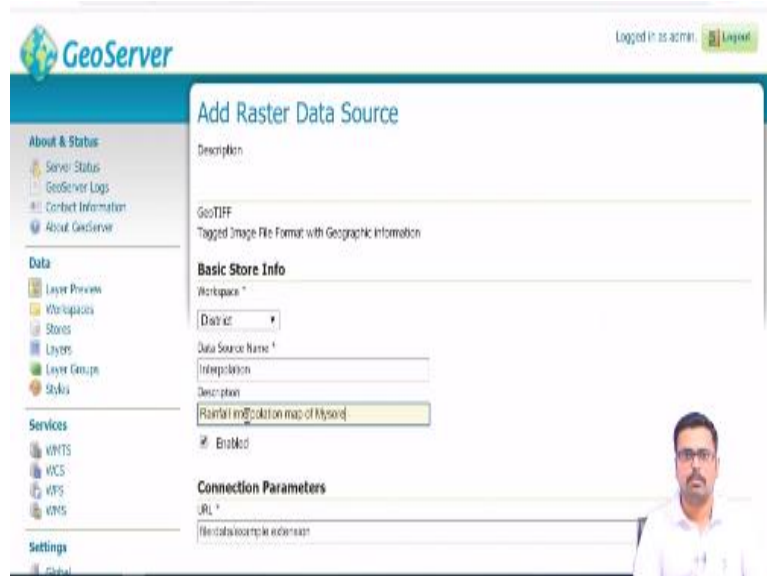 GeoServer
Logged in as admin.
Logout
Add Raster Data Source
Description
GeoTIFF
Tagged Image File Format with Geographic information
Basic Store Info
Workspace *
District
Data Source Name *
Interpolation
Description
Rainfall map of Mysore
Enabled
Connection Parameters
URL *
file:data/example.extension
About & Status
Server Status
GeoServer Logs
Contact Information
About GeoServer
Data
Layer Preview
Workspaces
Stores
Layers
Layer Groups
Styles
Services
WMTS
WCS
WPS
WMS
Settings
Global